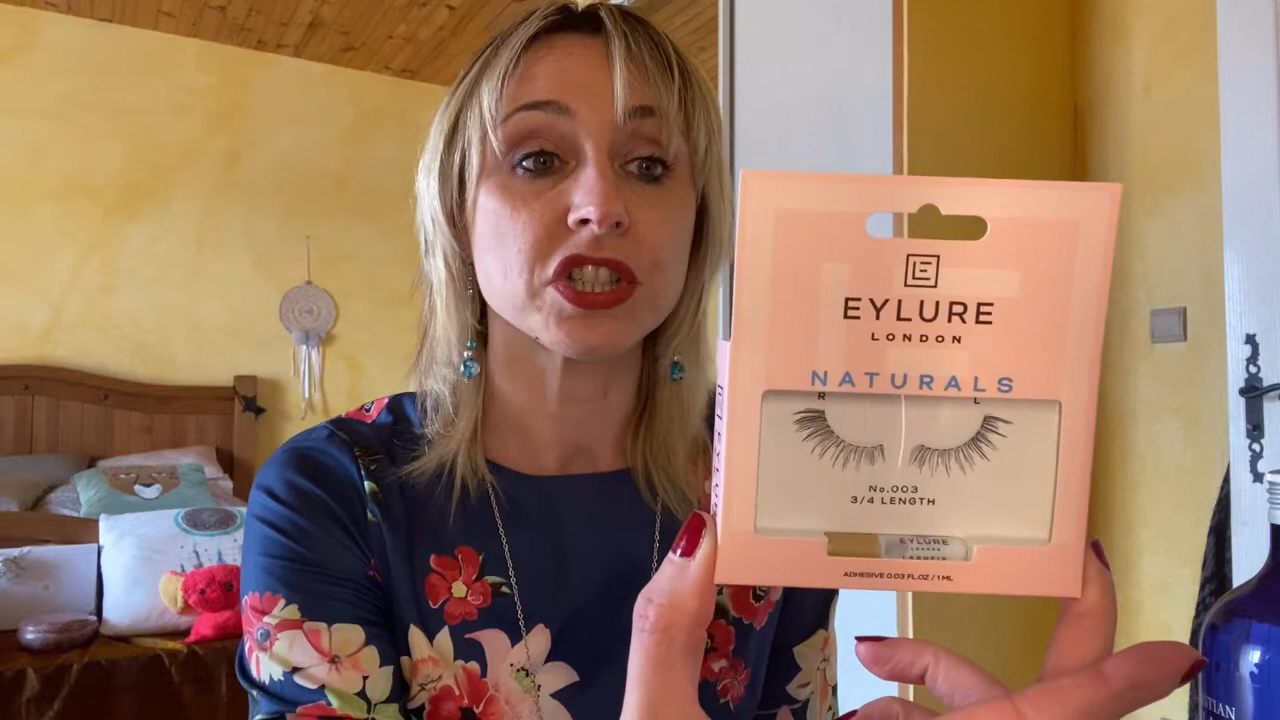 EYLURE
LONDON
NATURALS
R L
No.003
3/4 LENGTH
EYLURE
LONDON
ADHESIVE 0.03 FL.OZ / 1 ML